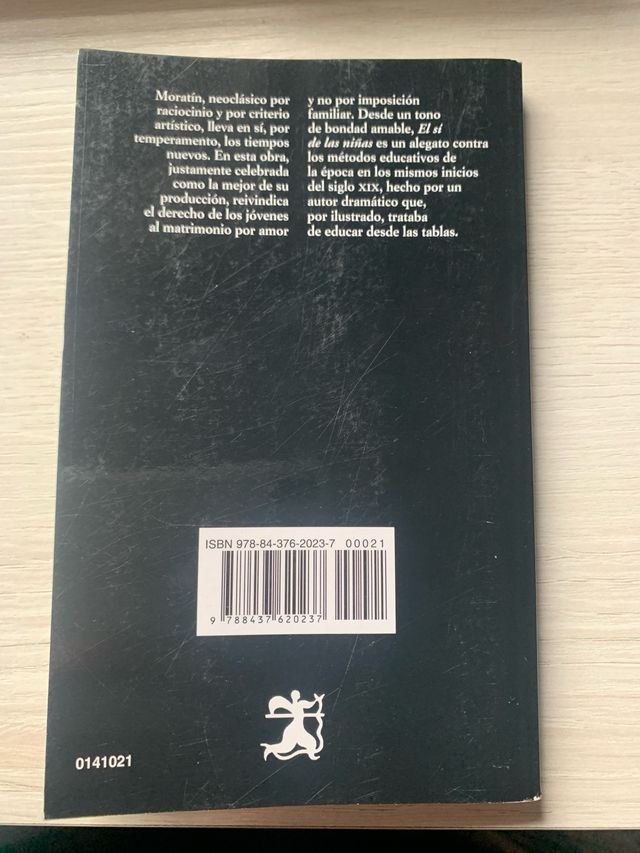 Moratín, neoclásico por
raciocinio y por criterio
artístico, lleva en sí, por
temperamento, los tiempos
nuevos. En esta obra,
justamente celebrada
como la mejor de su
producción, reivindica
el derecho de los jóvenes
al matrimonio por amor
y no por imposición
familiar. Desde un tono
de bondad amable, El sí
de las niñas es un alegato contra
los métodos educativos de
la época en los mismos inicios
del siglo XIX, hecho por un
autor dramático que,
por ilustrado, trataba
de educar desde las tablas.
ISBN 978-84-376-2023-7 00021
9 788437 620237
0141021